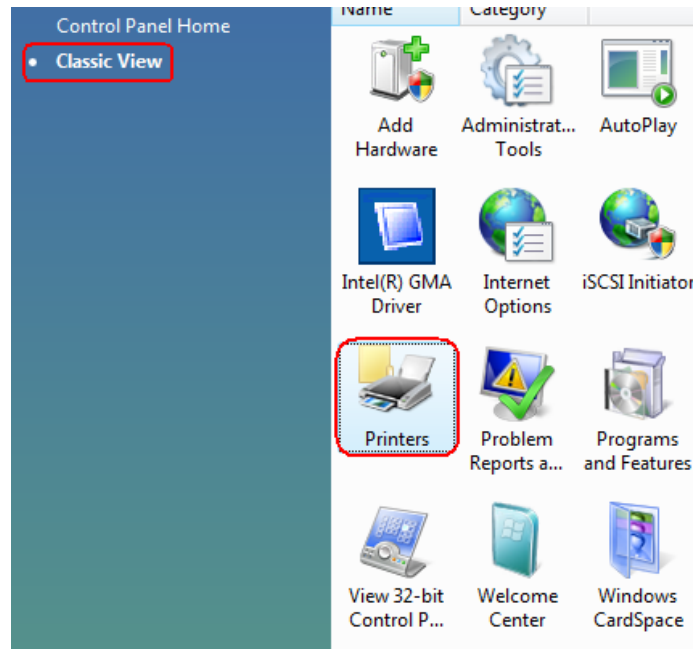 Control Panel Home
Classic View
Name Category
Add Hardware
Administrat... Tools
AutoPlay
Intel(R) GMA Driver
Internet Options
iSCSI Initiator
Printers
Problem Reports a...
Programs and Features
View 32-bit Control P...
Welcome Center
Windows CardSpace